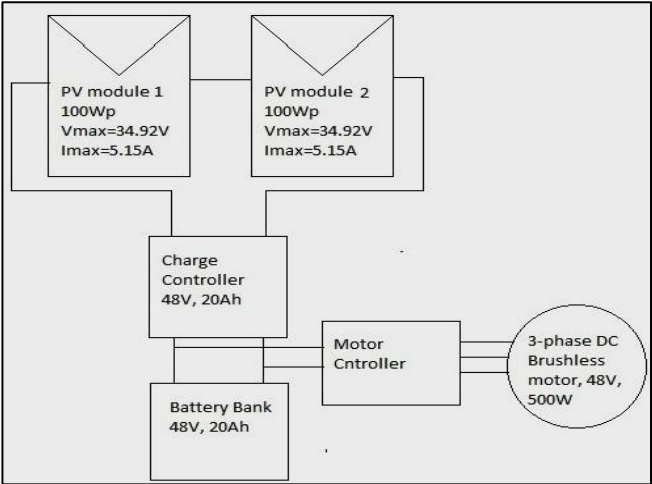 PV module 1
100Wp
Vmax=34.92V
Imax=5.15A
PV module 2
100Wp
Vmax=34.92V
Imax=5.15A
Charge
Controller
48V, 20Ah
Motor
Cntroller
3-phase DC
Brushless
motor, 48V,
500W
Battery Bank
48V, 20Ah